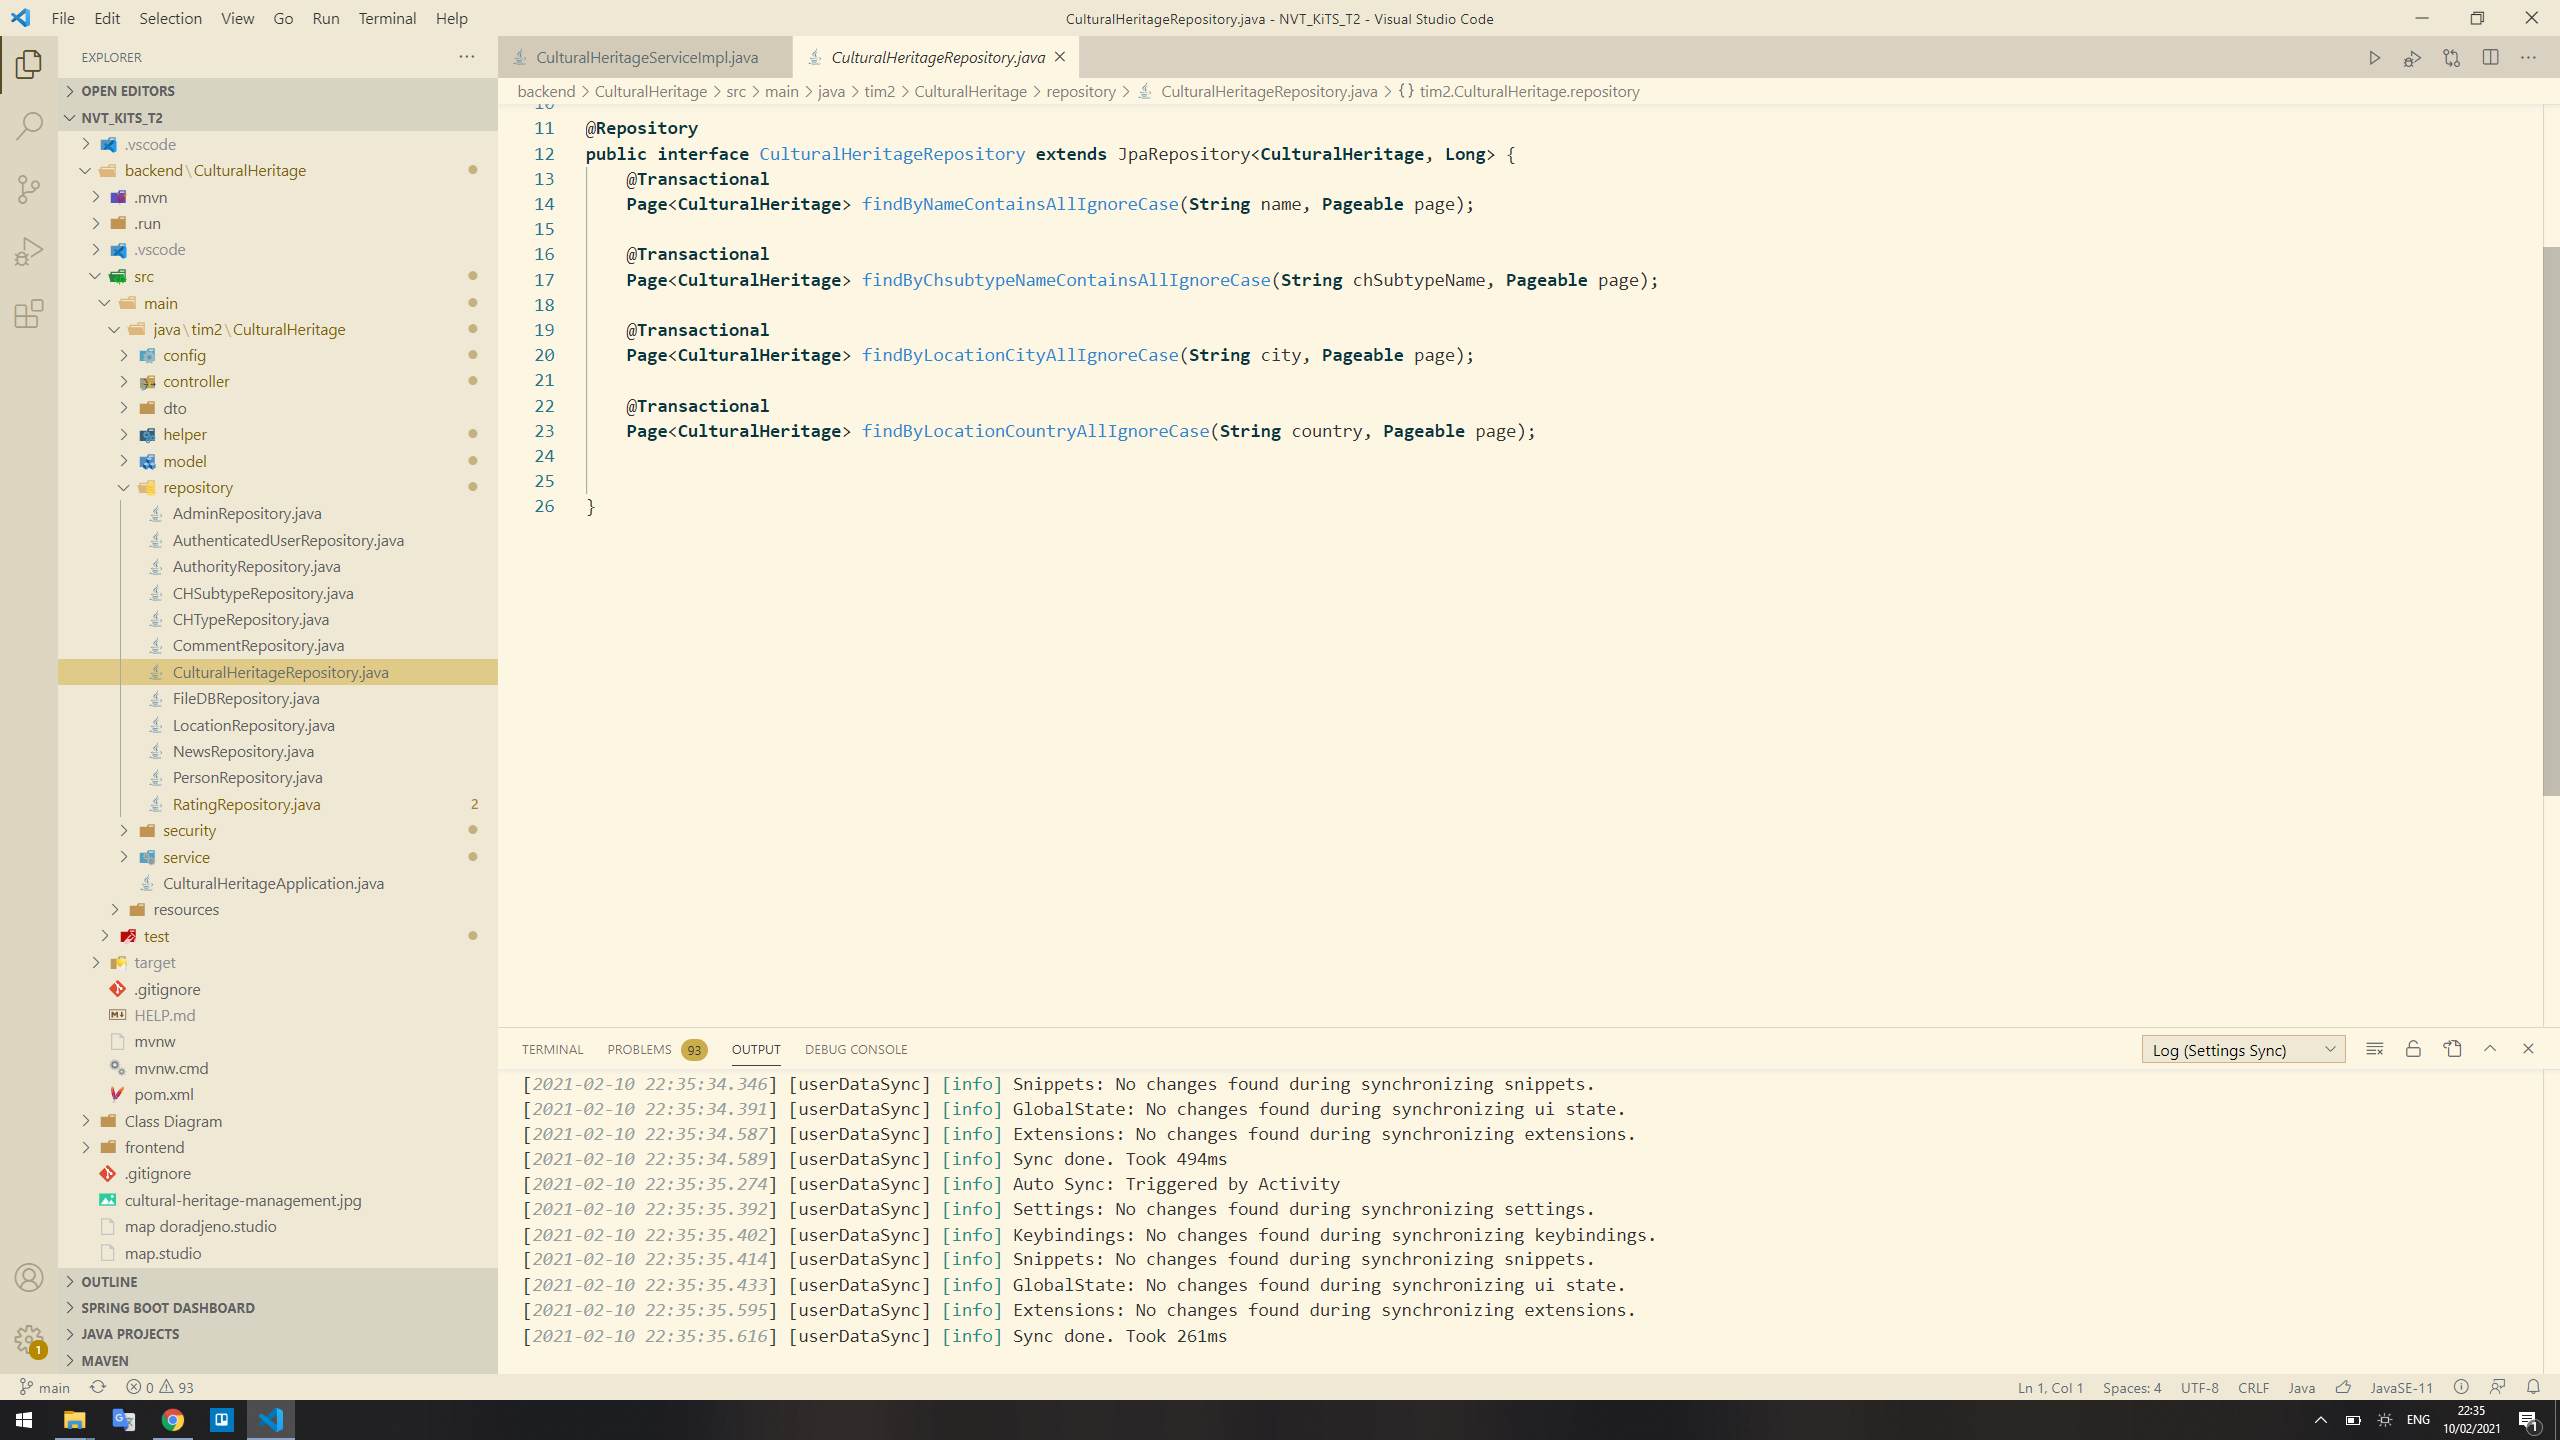 File Edit Selection View Go Run Terminal Help
CulturalHeritageRepository.java - NVT_KiTS_T2 - Visual Studio Code
EXPLORER
OPEN EDITORS
NVT_KITS_T2
.vscode
backend\CulturalHeritage
.mvn
.run
.vscode
src
main
java\tim2\CulturalHeritage
config
controller
dto
helper
model
repository
AdminRepository.java
AuthenticatedUserRepository.java
AuthorityRepository.java
CHSubtypeRepository.java
CHTypeRepository.java
CommentRepository.java
CulturalHeritageRepository.java
FileDBRepository.java
LocationRepository.java
NewsRepository.java
PersonRepository.java
RatingRepository.java 2
security
service
CulturalHeritageApplication.java
resources
test
target
.gitignore
HELP.md
mvnw
mvnw.cmd
pom.xml
Class Diagram
frontend
.gitignore
cultural-heritage-management.jpg
map doradjeno.studio
map.studio
OUTLINE
SPRING BOOT DASHBOARD
JAVA PROJECTS
MAVEN
1
CulturalHeritageServiceImpl.java
CulturalHeritageRepository.java
backend > CulturalHeritage > src > main > java > tim2 > CulturalHeritage > repository > CulturalHeritageRepository.java > {} tim2.CulturalHeritage.repository
10
11 @Repository
12 public interface CulturalHeritageRepository extends JpaRepository<CulturalHeritage, Long> {
13 @Transactional
14 Page<CulturalHeritage> findByNameContainsAllIgnoreCase(String name, Pageable page);
15
16 @Transactional
17 Page<CulturalHeritage> findByChsubtypeNameContainsAllIgnoreCase(String chSubtypeName, Pageable page);
18
19 @Transactional
20 Page<CulturalHeritage> findByLocationCityAllIgnoreCase(String city, Pageable page);
21
22 @Transactional
23 Page<CulturalHeritage> findByLocationCountryAllIgnoreCase(String country, Pageable page);
24
25
26 }
TERMINAL PROBLEMS 93 OUTPUT DEBUG CONSOLE
Log (Settings Sync)
[2021-02-10 22:35:34.346] [userDataSync] [info] Snippets: No changes found during synchronizing snippets.
[2021-02-10 22:35:34.391] [userDataSync] [info] GlobalState: No changes found during synchronizing ui state.
[2021-02-10 22:35:34.587] [userDataSync] [info] Extensions: No changes found during synchronizing extensions.
[2021-02-10 22:35:34.589] [userDataSync] [info] Sync done. Took 494ms
[2021-02-10 22:35:35.274] [userDataSync] [info] Auto Sync: Triggered by Activity
[2021-02-10 22:35:35.392] [userDataSync] [info] Settings: No changes found during synchronizing settings.
[2021-02-10 22:35:35.402] [userDataSync] [info] Keybindings: No changes found during synchronizing keybindings.
[2021-02-10 22:35:35.414] [userDataSync] [info] Snippets: No changes found during synchronizing snippets.
[2021-02-10 22:35:35.433] [userDataSync] [info] GlobalState: No changes found during synchronizing ui state.
[2021-02-10 22:35:35.595] [userDataSync] [info] Extensions: No changes found during synchronizing extensions.
[2021-02-10 22:35:35.616] [userDataSync] [info] Sync done. Took 261ms
main 0 93
Ln 1, Col 1 Spaces: 4 UTF-8 CRLF Java JavaSE-11
ENG
22:35
10/02/2021
1